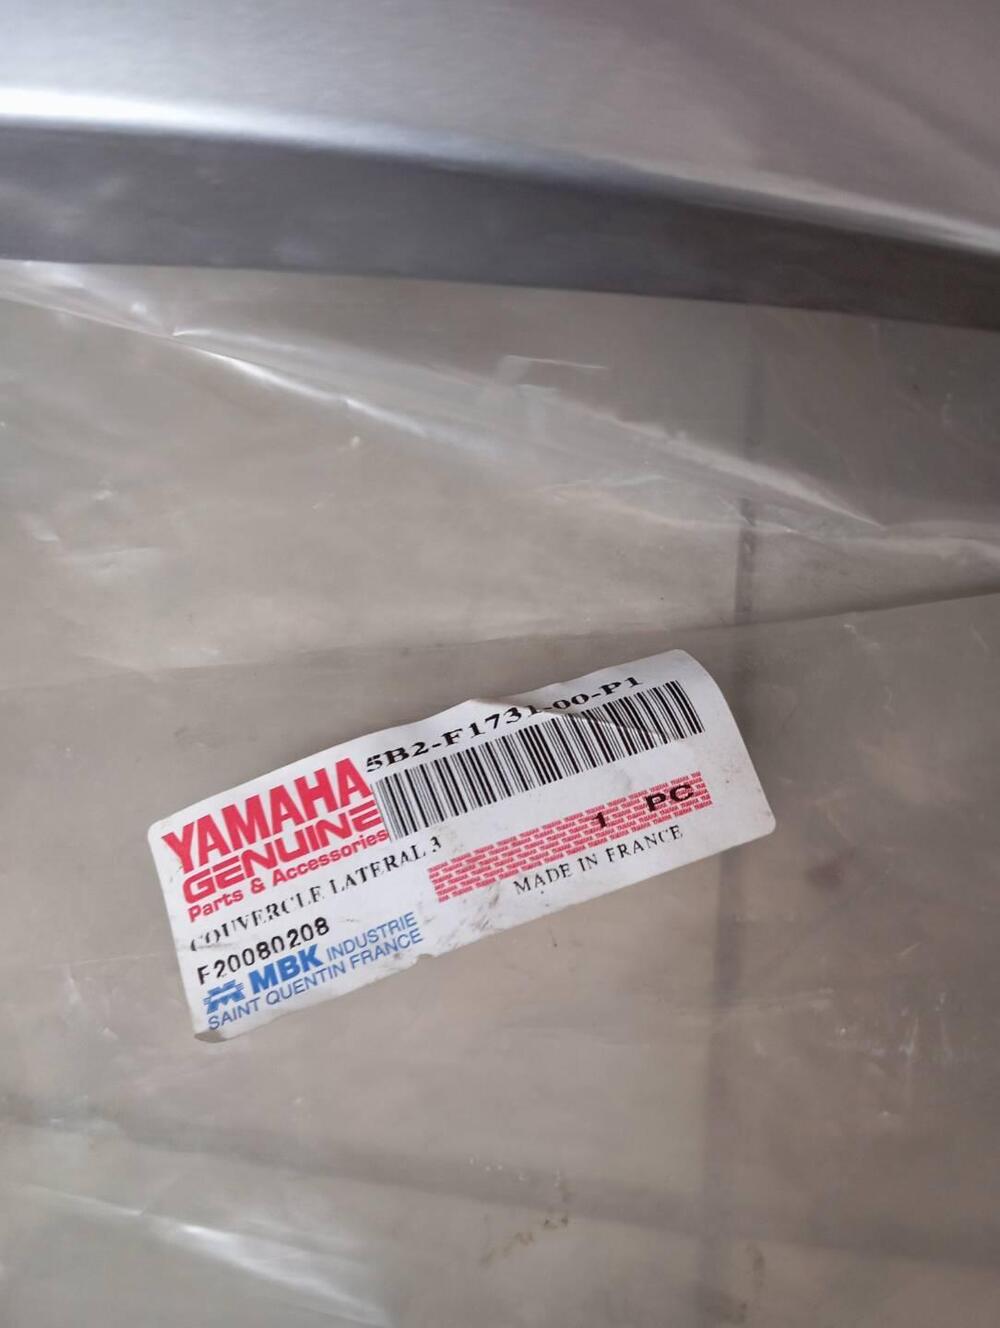 5B2-F1731-00-P1
YAMAHA
GENUINE
Parts & Accessories
COUVERCLE LATERAL 3
1 PC
MADE IN FRANCE
F20080208
MBK INDUSTRIE
SAINT QUENTIN FRANCE